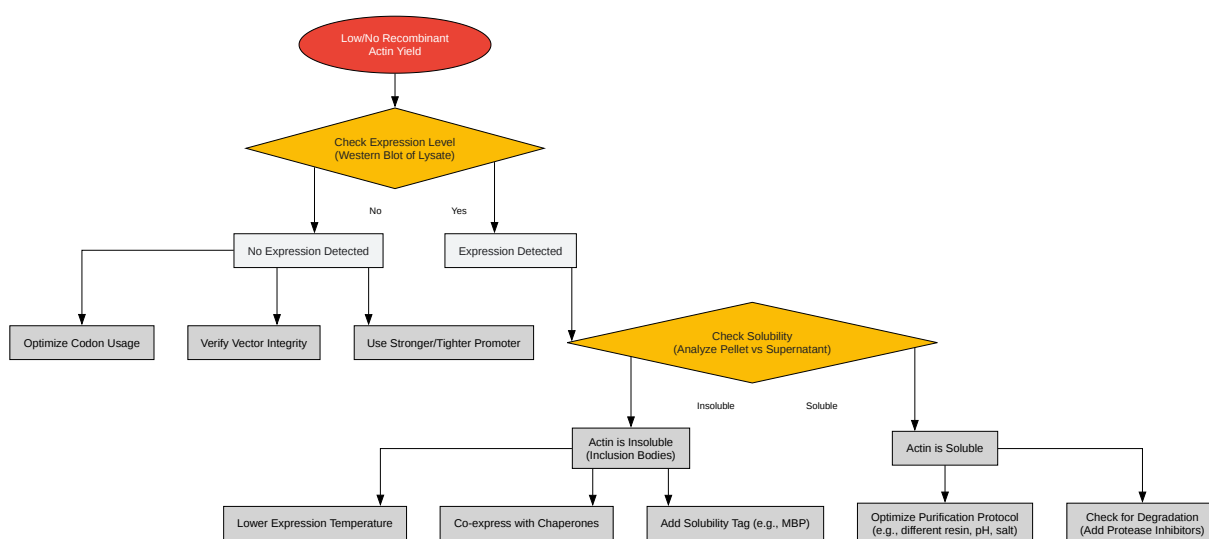 Low/No Recombinant
Actin Yield
Check Expression Level
(Western Blot of Lysate)
No
Yes
No Expression Detected
Expression Detected
Optimize Codon Usage
Verify Vector Integrity
Use Stronger/Tighter Promoter
Check Solubility
(Analyze Pellet vs Supernatant)
Insoluble
Soluble
Actin is Insoluble
(Inclusion Bodies)
Actin is Soluble
Lower Expression Temperature
Co-express with Chaperones
Add Solubility Tag (e.g., MBP)
Optimize Purification Protocol
(e.g., different resin, pH, salt)
Check for Degradation
(Add Protease Inhibitors)